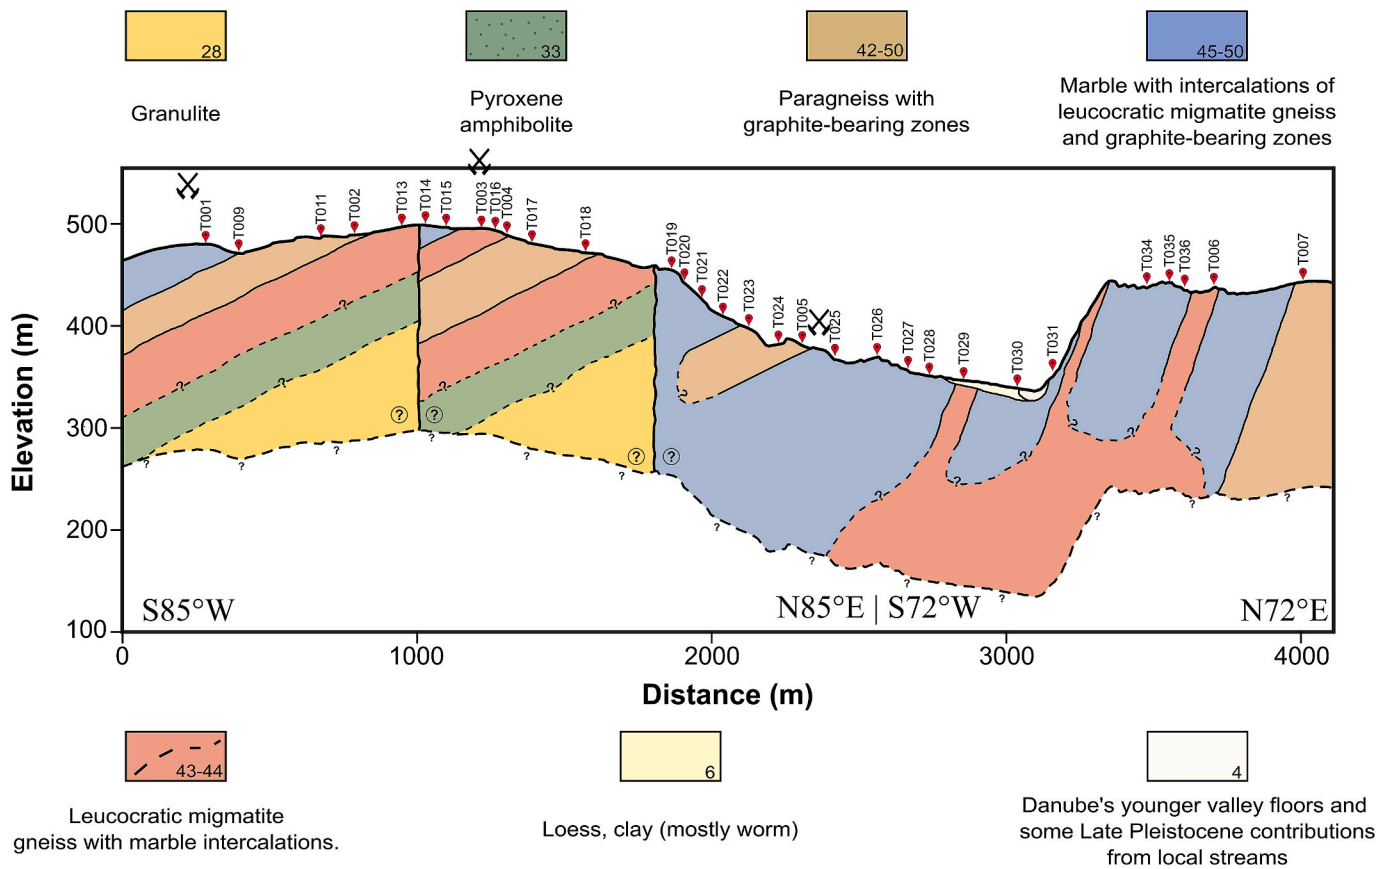 28
33
42-50
45-50
Granulite
Pyroxene
amphibolite
Paragneiss with
graphite-bearing zones
Marble with intercalations of
leucocratic migmatite gneiss
and graphite-bearing zones
T001
T009
T011
T002
T013
T014
T015
T003
T016
T004
T017
T018
T019
T020
T021
T022
T023
T024
T005
T025
T026
T027
T028
T029
T030
T031
T034
T035
T036
T006
T007
Elevation (m)
500
400
300
200
100
? ? ? ? ? ? ? ?
? ? ? ?
? ? ? ? ? ? ? ? ? ? ? ? ? ? ? ? ? ? ? ?
S85°W
N85°E | S72°W
N72°E
0
1000
2000
3000
4000
Distance (m)
43-44
6
4
Leucocratic migmatite
gneiss with marble intercalations.
Loess, clay (mostly worm)
Danube's younger valley floors and
some Late Pleistocene contributions
from local streams